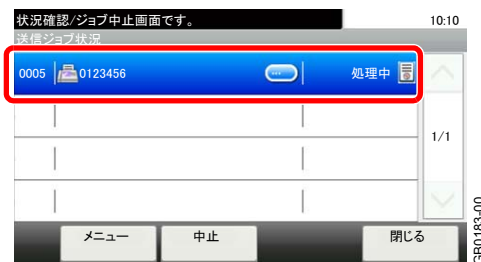 状況確認/ジョブ中止画面です。 10:10
送信ジョブ状況
0005 0123456 処理中
1/1
メニュー 中止 閉じる
GB0183-00